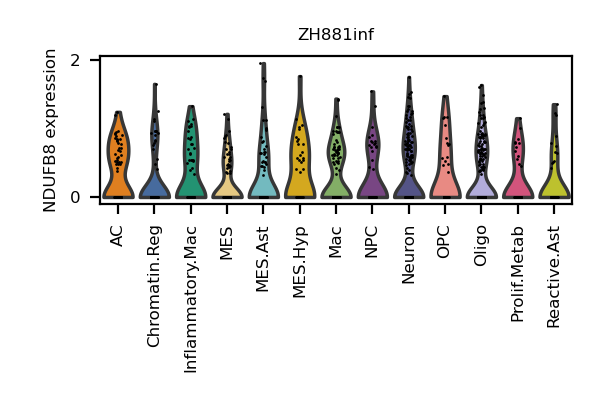 ZH881inf
NDUFB8 expression
2
0
AC
Chromatin.Reg
Inflammatory.Mac
MES
MES.Ast
MES.Hyp
Mac
NPC
Neuron
OPC
Oligo
Prolif.Metab
Reactive.Ast